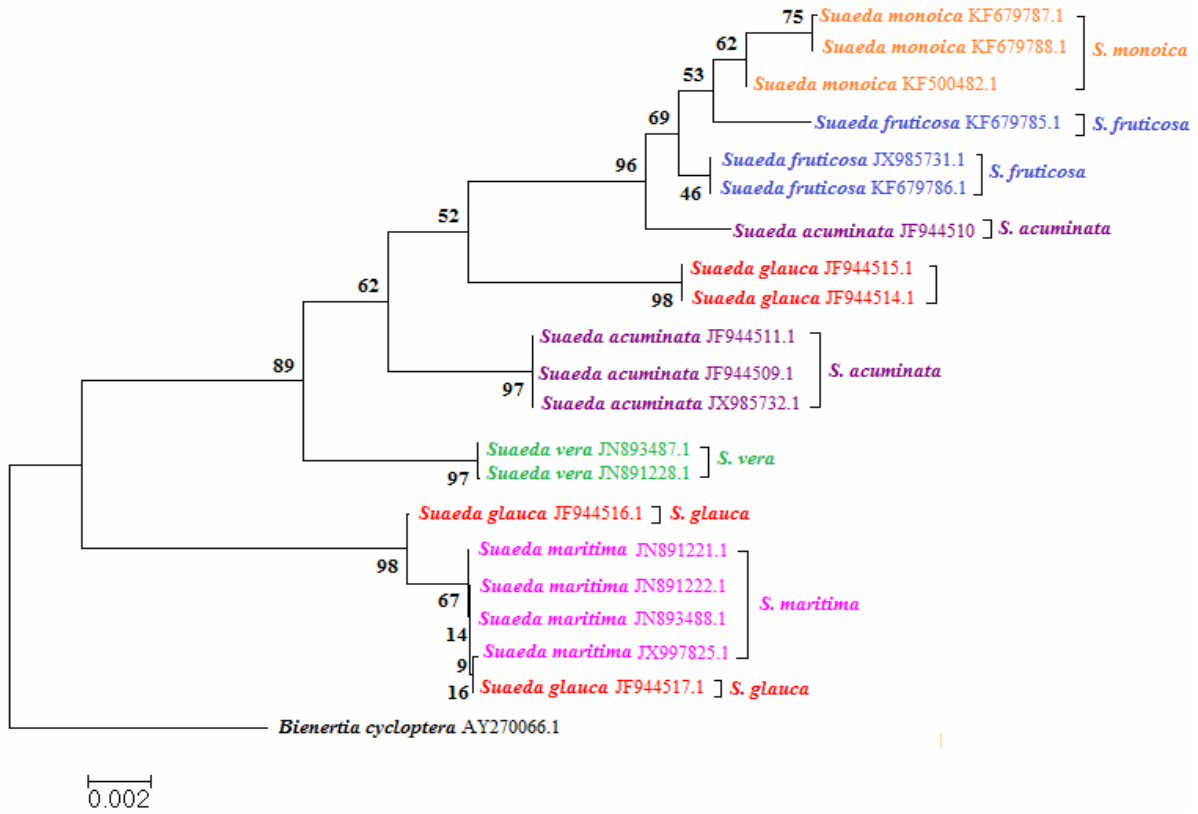 75 Suaeda monoica KF679787.1
62 Suaeda monoica KF679788.1 S. monoica
53 Suaeda monoica KF500482.1
69 Suaeda fruticosa KF679785.1 S. fruticosa
96 Suaeda fruticosa JX985731.1 S. fruticosa
46 Suaeda fruticosa KF679786.1
52 Suaeda acuminata JF944510 S. acuminata
Suaeda glauca JF944515.1
62 98 Suaeda glauca JF944514.1
Suaeda acuminata JF944511.1
89 Suaeda acuminata JF944509.1 S. acuminata
97 Suaeda acuminata JX985732.1
Suaeda vera JN893487.1 S. vera
97 Suaeda vera JN891228.1
Suaeda glauca JF944516.1 S. glauca
Suaeda maritima JN891221.1
98 Suaeda maritima JN891222.1
67 Suaeda maritima JN893488.1 S. maritima
14 Suaeda maritima JX997825.1
9
16 Suaeda glauca JF944517.1 S. glauca
Bienertia cycloptera AY270066.1
0.002